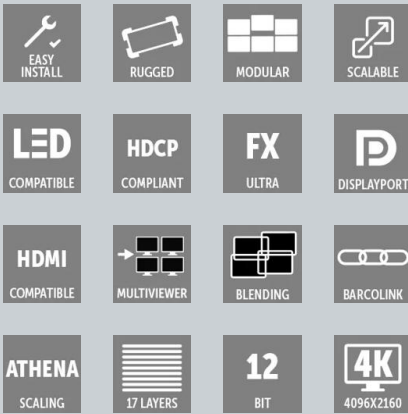 EASY
INSTALL
RUGGED
MODULAR
SCALABLE
LED
COMPATIBLE
HDCP
COMPLIANT
FX
ULTRA
D
DISPLAYPORT
HDMI
COMPATIBLE
MULTIVIEWER
BLENDING
BARCOLINK
ATHENA
SCALING
17 LAYERS
12
BIT
4K
4096X2160